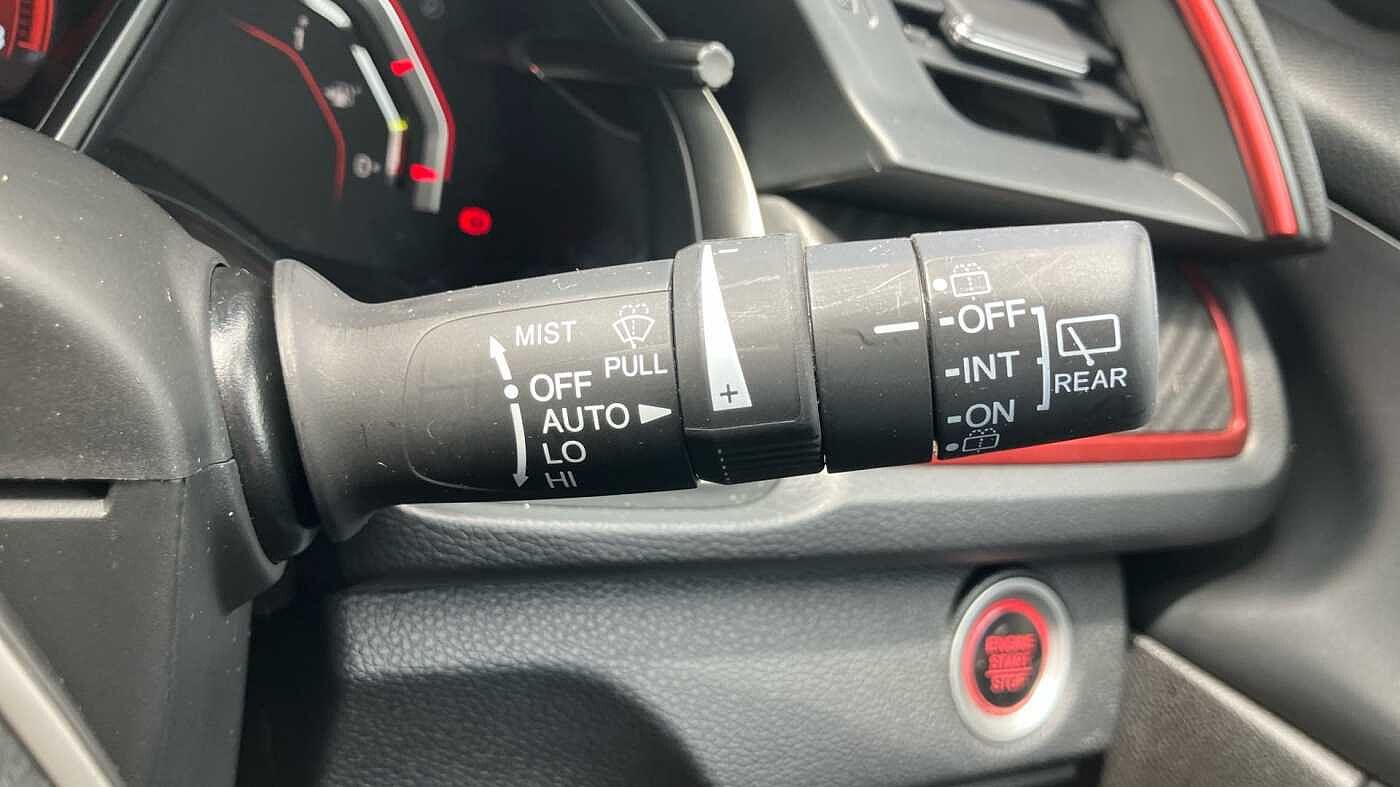 MIST
PULL
OFF
AUTO
LO
HI
- 
+
OFF
INT
ON
REAR
ENGINE
START
STOP